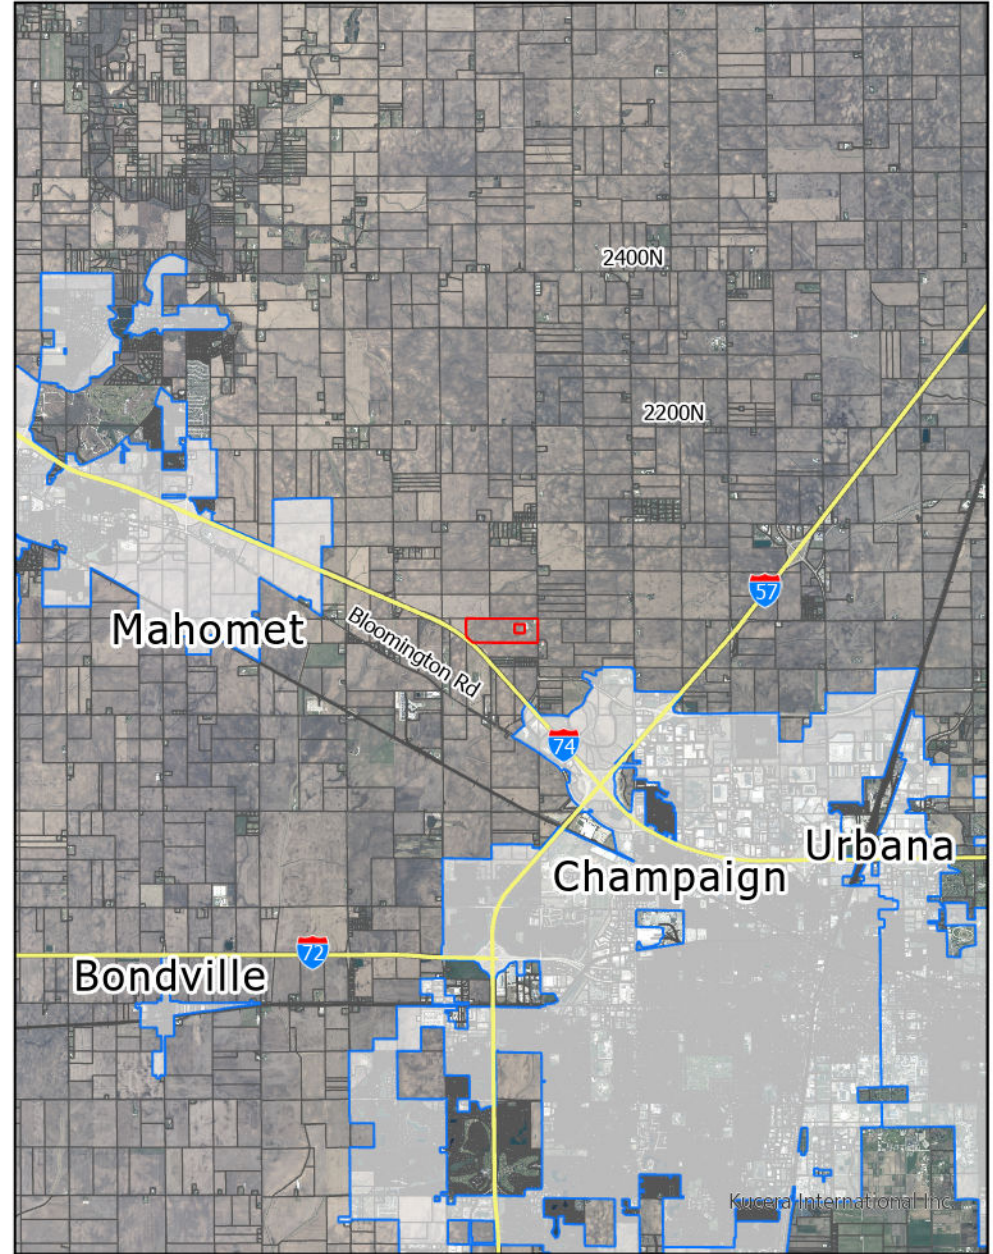 2400N
2200N
57
Mahomet
Bloomington Rd
74
Urbana
Champaign
72
Bondville
Kucera International Inc.